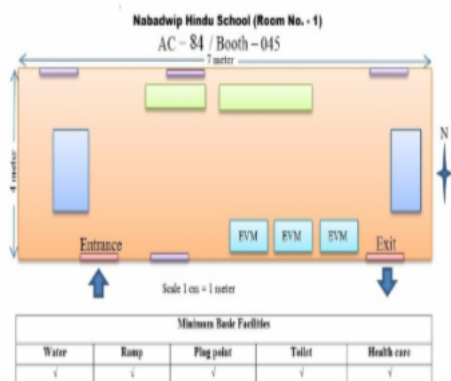 Nabadwip Hindu School (Room No. - 1)
AC – 84 / Booth – 045
7 meter
4 meter
N
EVM EVM EVM
Entrance Exit
Scale 1 cm = 1 meter
Minimum Basic Facilities
Water Ramp Plug point Toilet Health care
√ √ √ √ √